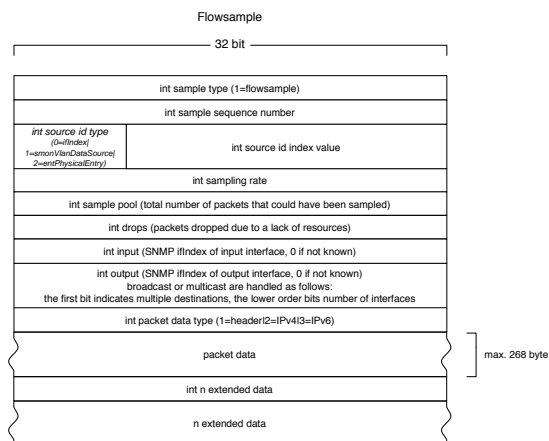 Flowsample
32 bit
int sample type (1=flowsample)
int sample sequence number
int source id type
(0=ifIndex|
1=smonVlanDataSource|
2=entPhysicalEntry)
int source id index value
int sampling rate
int sample pool (total number of packets that could have been sampled)
int drops (packets dropped due to a lack of resources)
int input (SNMP ifIndex of input interface, 0 if not known)
int output (SNMP ifIndex of output interface, 0 if not known)
broadcast or multicast are handled as follows:
the first bit indicates multiple destinations, the lower order bits number of interfaces
int packet data type (1=header|2=IPv4|3=IPv6)
packet data
max. 268 byte
int n extended data
n extended data